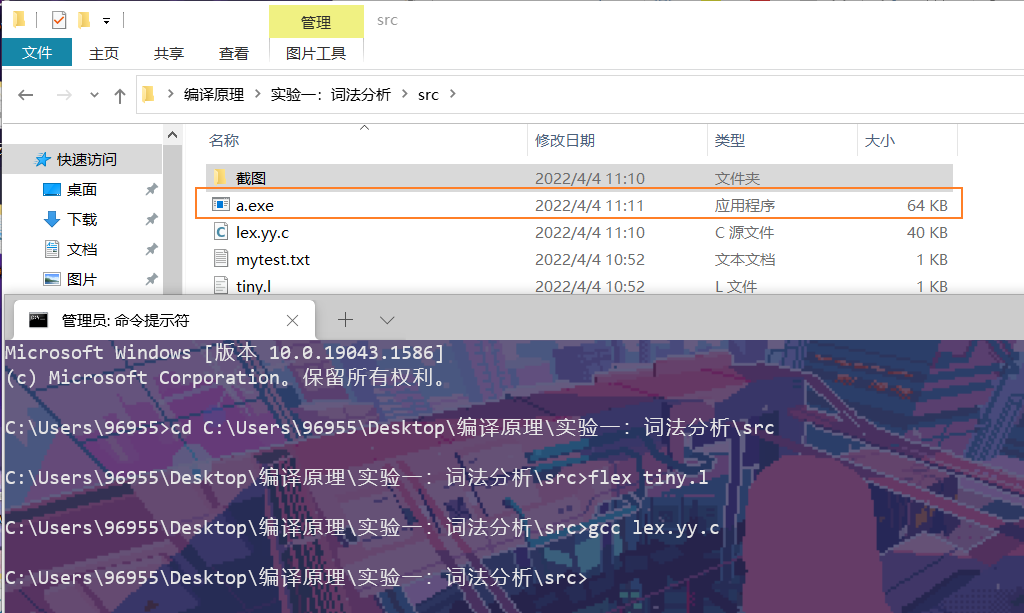 管理 src
文件 主页 共享 查看 图片工具
编译原理 实验一：词法分析 src
名称 修改日期 类型 大小
快速访问
桌面
下载
文档
图片
截图 2022/4/4 11:10 文件夹
a.exe 2022/4/4 11:11 应用程序 64 KB
lex.yy.c 2022/4/4 11:10 C 源文件 40 KB
mytest.txt 2022/4/4 10:52 文本文档 1 KB
tiny.l 2022/4/4 10:52 L 文件 1 KB
管理员: 命令提示符
Microsoft Windows [版本 10.0.19043.1586]
(c) Microsoft Corporation。保留所有权利。
C:\Users\96955>cd C:\Users\96955\Desktop\编译原理\实验一：词法分析\src
C:\Users\96955\Desktop\编译原理\实验一：词法分析\src>flex tiny.l
C:\Users\96955\Desktop\编译原理\实验一：词法分析\src>gcc lex.yy.c
C:\Users\96955\Desktop\编译原理\实验一：词法分析\src>